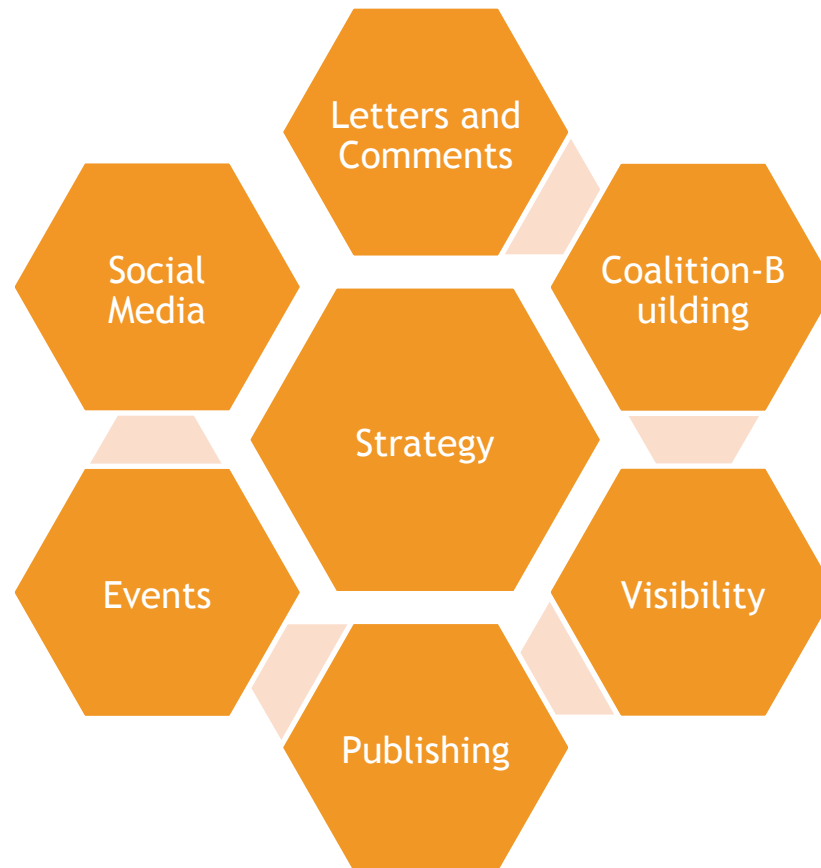 Letters and
Comments
Social
Media
Coalition-B
uilding
Strategy
Events
Visibility
Publishing